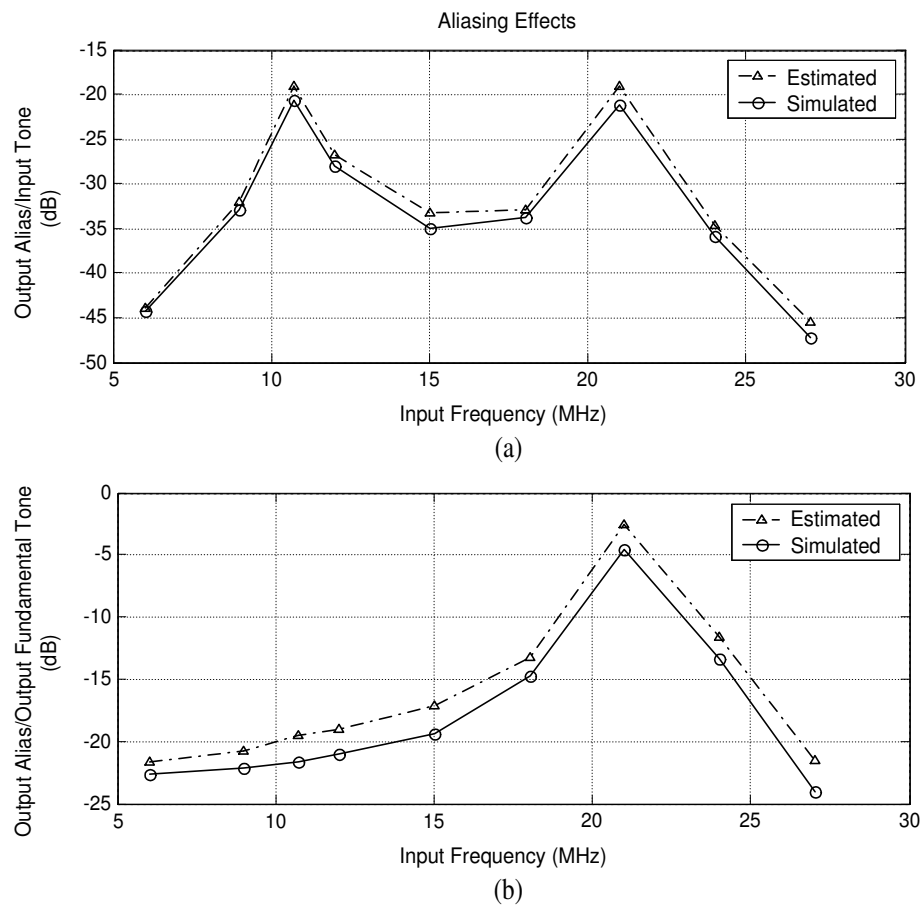 Aliasing Effects
-15
-20
-25
-30
-35
-40
-45
-50
Output Alias/Input Tone
(dB)
Estimated
Simulated
5 10 15 20 25 30
Input Frequency (MHz)
(a)
0
-5
-10
-15
-20
-25
Output Alias/Output Fundamental Tone
(dB)
Estimated
Simulated
5 10 15 20 25 30
Input Frequency (MHz)
(b)